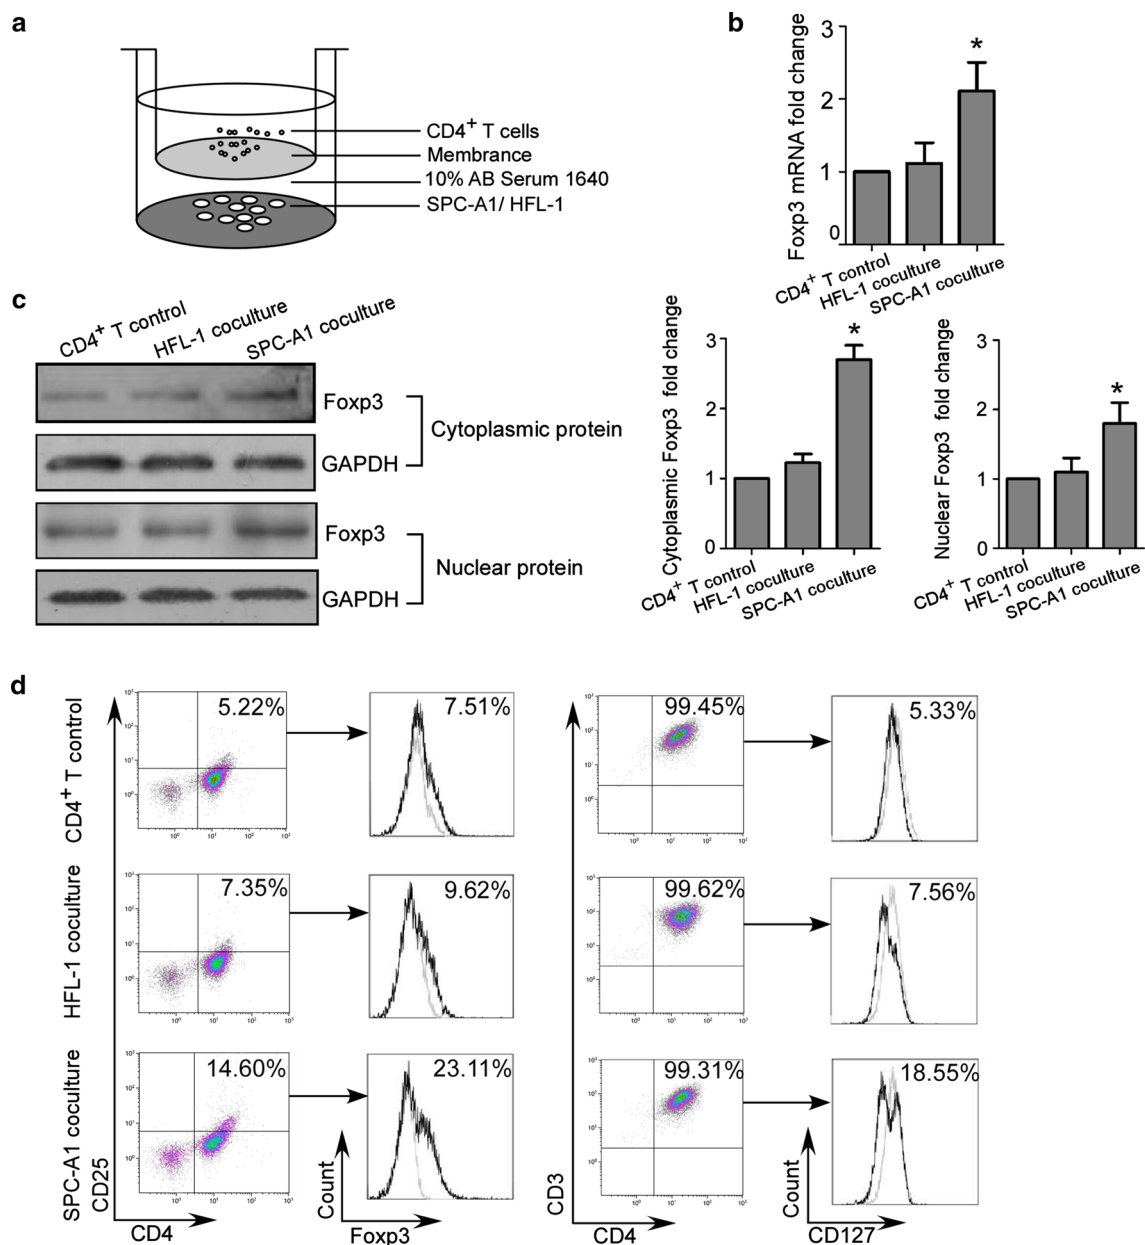 a
CD4+ T cells
Membrance
10% AB Serum 1640
SPC-A1/ HFL-1
b
Foxp3 mRNA fold change
3
2
1
0
*
CD4+ T control
HFL-1 coculture
SPC-A1 coculture
c
CD4+ T control
HFL-1 coculture
SPC-A1 coculture
Foxp3
GAPDH
Cytoplasmic protein
Foxp3
GAPDH
Nuclear protein
Cytoplasmic Foxp3 fold change
3
2
1
0
*
CD4+ T control
HFL-1 coculture
SPC-A1 coculture
Nuclear Foxp3 fold change
3
2
1
0
*
CD4+ T control
HFL-1 coculture
SPC-A1 coculture
d
CD4+ T control
5.22%
7.51%
99.45%
5.33%
HFL-1 coculture
7.35%
9.62%
99.62%
7.56%
SPC-A1 coculture
14.60%
23.11%
99.31%
18.55%
CD25
CD4
Count
Foxp3
CD3
CD4
Count
CD127